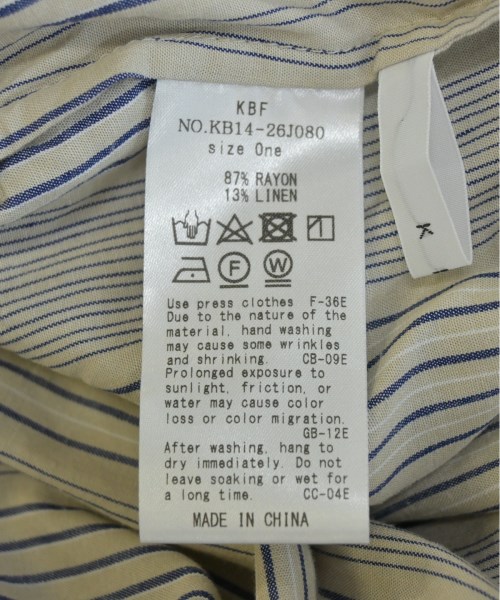 KBF
NO.KB14-26J080
size One
87% RAYON
13% LINEN
F
W
Use press clothes F-36E
Due to the nature of the
material, hand washing
may cause some wrinkles
and shrinking. CB-09E
Prolonged exposure to
sunlight, friction, or
water may cause color
loss or color migration.
GB-12E
After washing, hang to
dry immediately. Do not
leave soaking or wet for
a long time. CC-04E
MADE IN CHINA
K